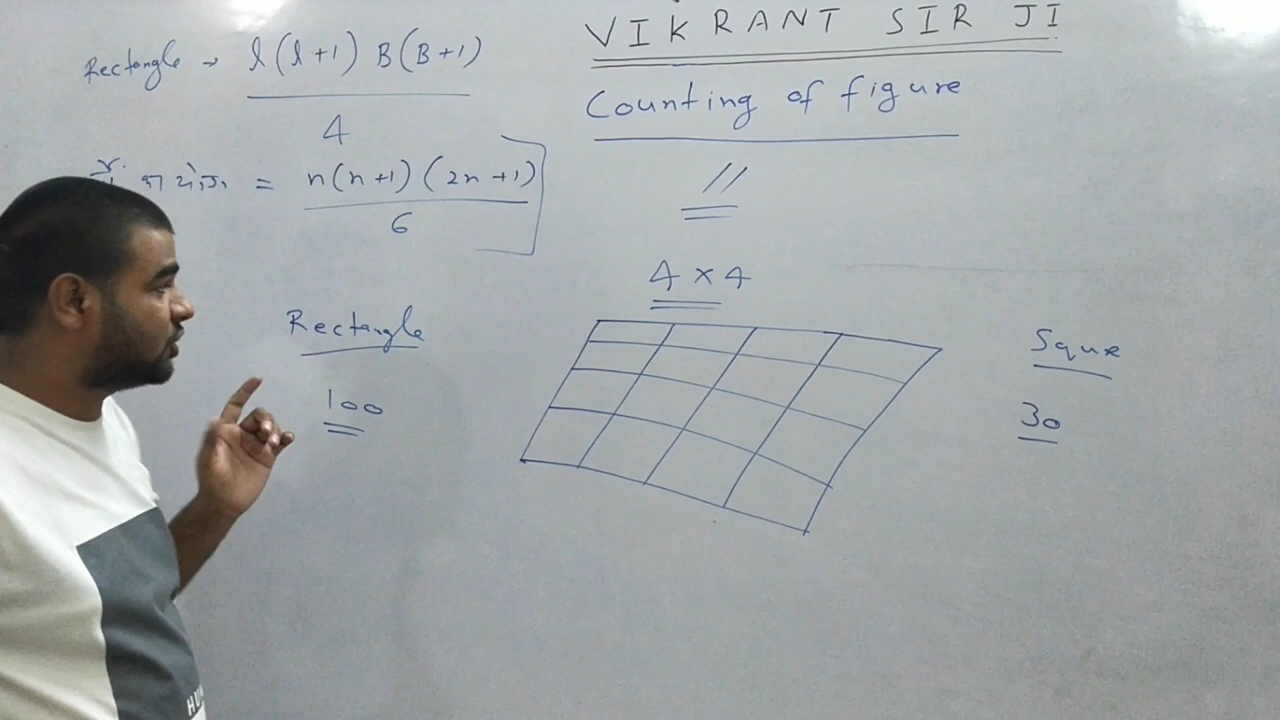 VIKRANT SIR JI
Counting of figure
Rectangle → l(l+1) B(B+1)
4
= n(n+1)(2n+1)
6
4 × 4
Rectangle
100
Squre
30
HU